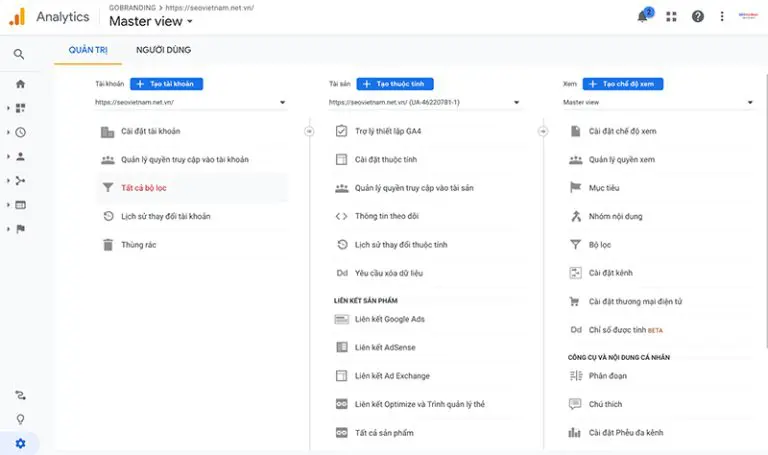 Analytics
GOBRANDING > https://seovietnam.net.vn/
Master view
2
QUẢN TRỊ
NGƯỜI DÙNG
Tài khoản
+ Tạo tài khoản
https://seovietnam.net.vn/
Cài đặt tài khoản
Quản lý quyền truy cập vào tài khoản
Tất cả bộ lọc
Lịch sử thay đổi tài khoản
Thùng rác
Tài sản
+ Tạo thuộc tính
https://seovietnam.net.vn/ (UA-46220781-1)
Trợ lý thiết lập GA4
Cài đặt thuộc tính
Quản lý quyền truy cập vào tài sản
<> Thông tin theo dõi
Lịch sử thay đổi thuộc tính
Dd Yêu cầu xóa dữ liệu
LIÊN KẾT SẢN PHẨM
Liên kết Google Ads
Liên kết AdSense
Liên kết Ad Exchange
Liên kết Optimize và Trình quản lý thẻ
Tất cả sản phẩm
Xem
+ Tạo chế độ xem
Master view
Cài đặt chế độ xem
Quản lý quyền xem
Mục tiêu
Nhóm nội dung
Bộ lọc
Cài đặt kênh
Cài đặt thương mại điện tử
Dd Chỉ số được tính BETA
CÔNG CỤ VÀ NỘI DUNG CÁ NHÂN
Phân đoạn
Chú thích
Cài đặt Phễu đa kênh